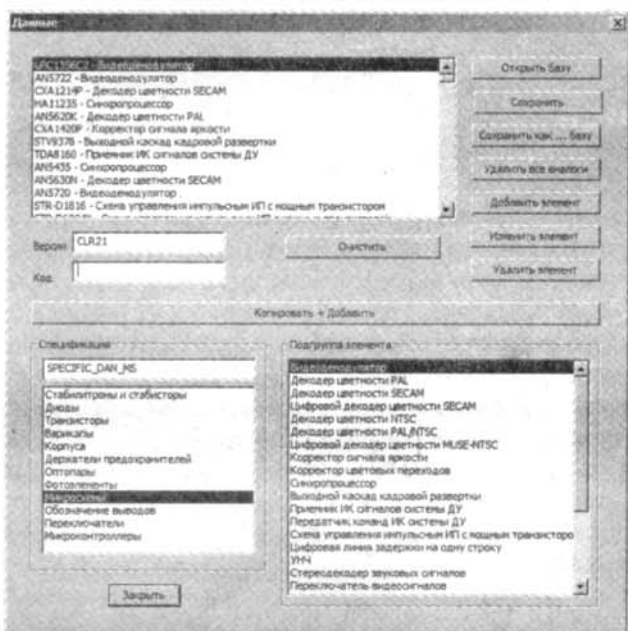 Данные
- Видеодемодулятор
AN5722 - Видеоденодулятор
CXA1214P - Декодер цветности SECAM
HA11235 - Синхропроцессор
AN5620K - Декодер цветности PAL
CXA1420P - Корректор сигнала яркости
STV9378 - Выходной каскад кадровой развертки
TDA8160 - Приемник ИК сигналов системы ДУ
AN5435 - Синхропроцессор
AN5630N - Декодер цветности SECAM
AN5720 - Видеоденодулятор
STR-D1816 - Схема управления импульсным ИП с мощным транзистором
Открыть базу
Сохранить
Сохранить как ... базу
Удалить все аналоги
Добавить элемент
Изменить элемент
Удалить элемент
Версия CLR21
Очистить
Код
Копировать + Добавить
Спецификация
SPECIFIC_DAN_MS
Стабилитроны и стабисторы
Диоды
Транзисторы
Варикапы
Корпуса
Держатели предохранителей
Оптопары
Фотоэлементы
Микросхемы
Обозначение выводов
Переключатели
Микроконтроллеры
Закрыть
Подгруппа элемента
Видеоденодулятор
Декодер цветности PAL
Декодер цветности SECAM
Цифровой декодер цветности SECAM
Декодер цветности NTSC
Декодер цветности PAL/NTSC
Цифровой декодер цветности MUSE-NTSC
Корректор сигнала яркости
Корректор цветовых переходов
Синхропроцессор
Выходной каскад кадровой развертки
Приемник ИК сигналов системы ДУ
Передатчик команд ИК системы ДУ
Схема управления импульсным ИП с мощным транзисторо
Цифровая линия задержки на одну строку
УНЧ
Стереодекодер звуковых сигналов
Переключатель видеосигналов